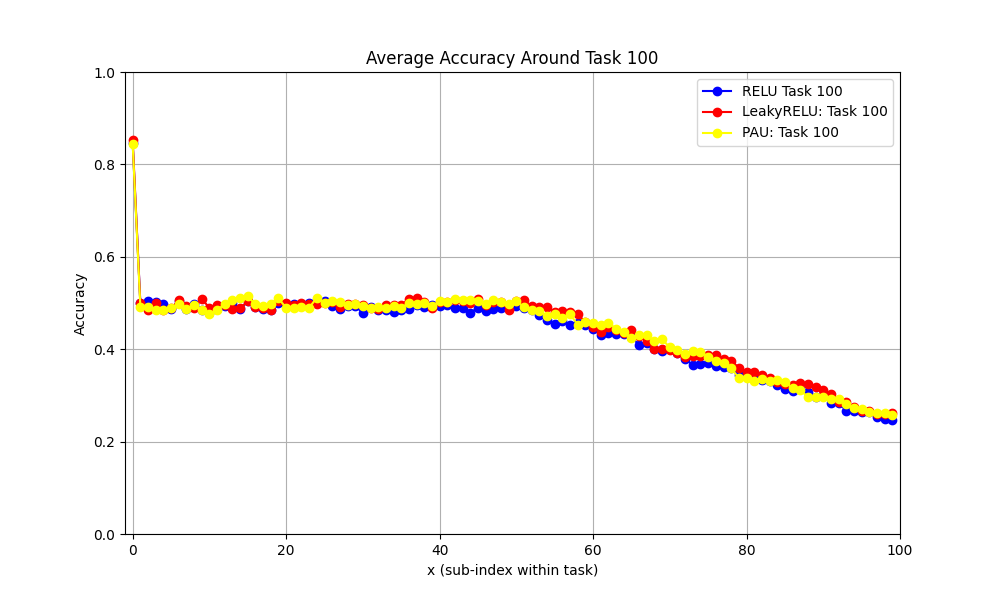 Average Accuracy Around Task 100
RELU Task 100
LeakyRELU: Task 100
PAU: Task 100
Accuracy
1.0
0.8
0.6
0.4
0.2
0.0
0 20 40 60 80 100
x (sub-index within task)